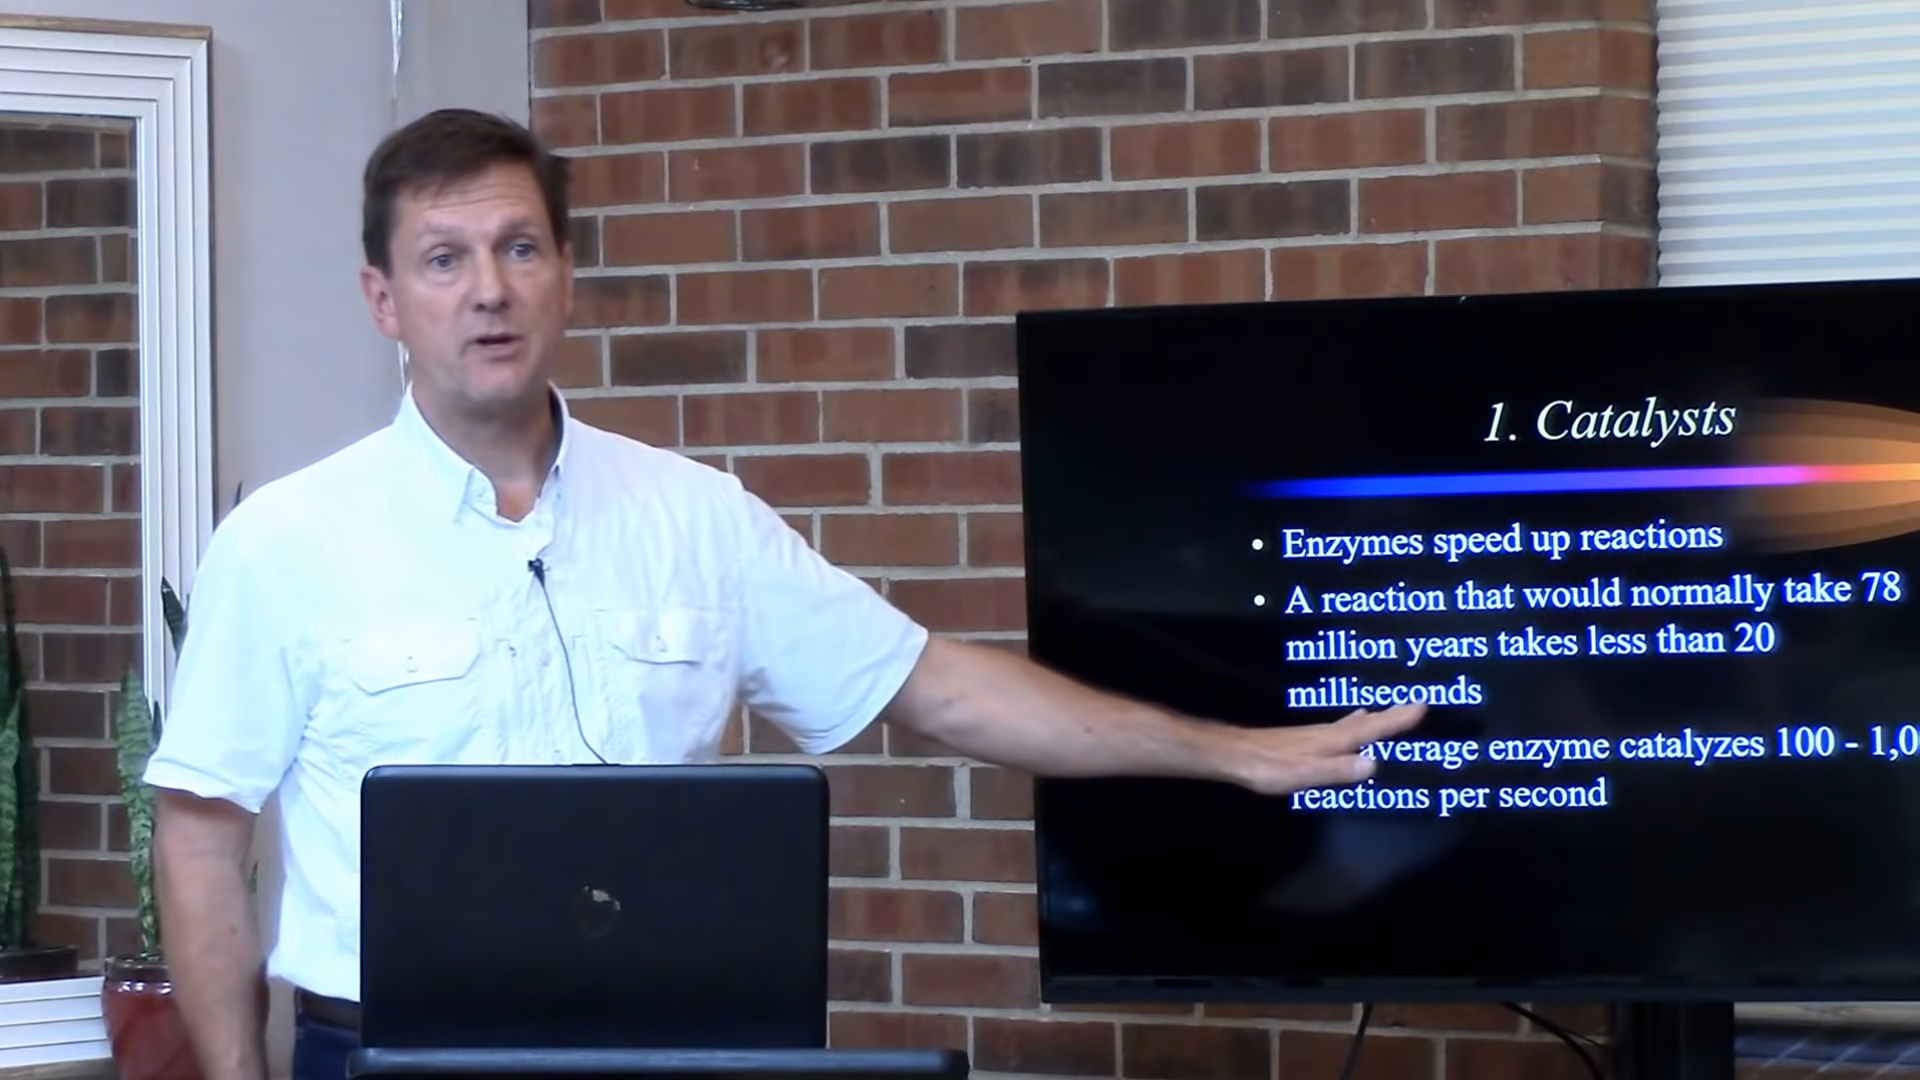 1. Catalysts
• Enzymes speed up reactions
• A reaction that would normally take 78
million years takes less than 20
milliseconds
average enzyme catalyzes 100 - 1,0
reactions per second